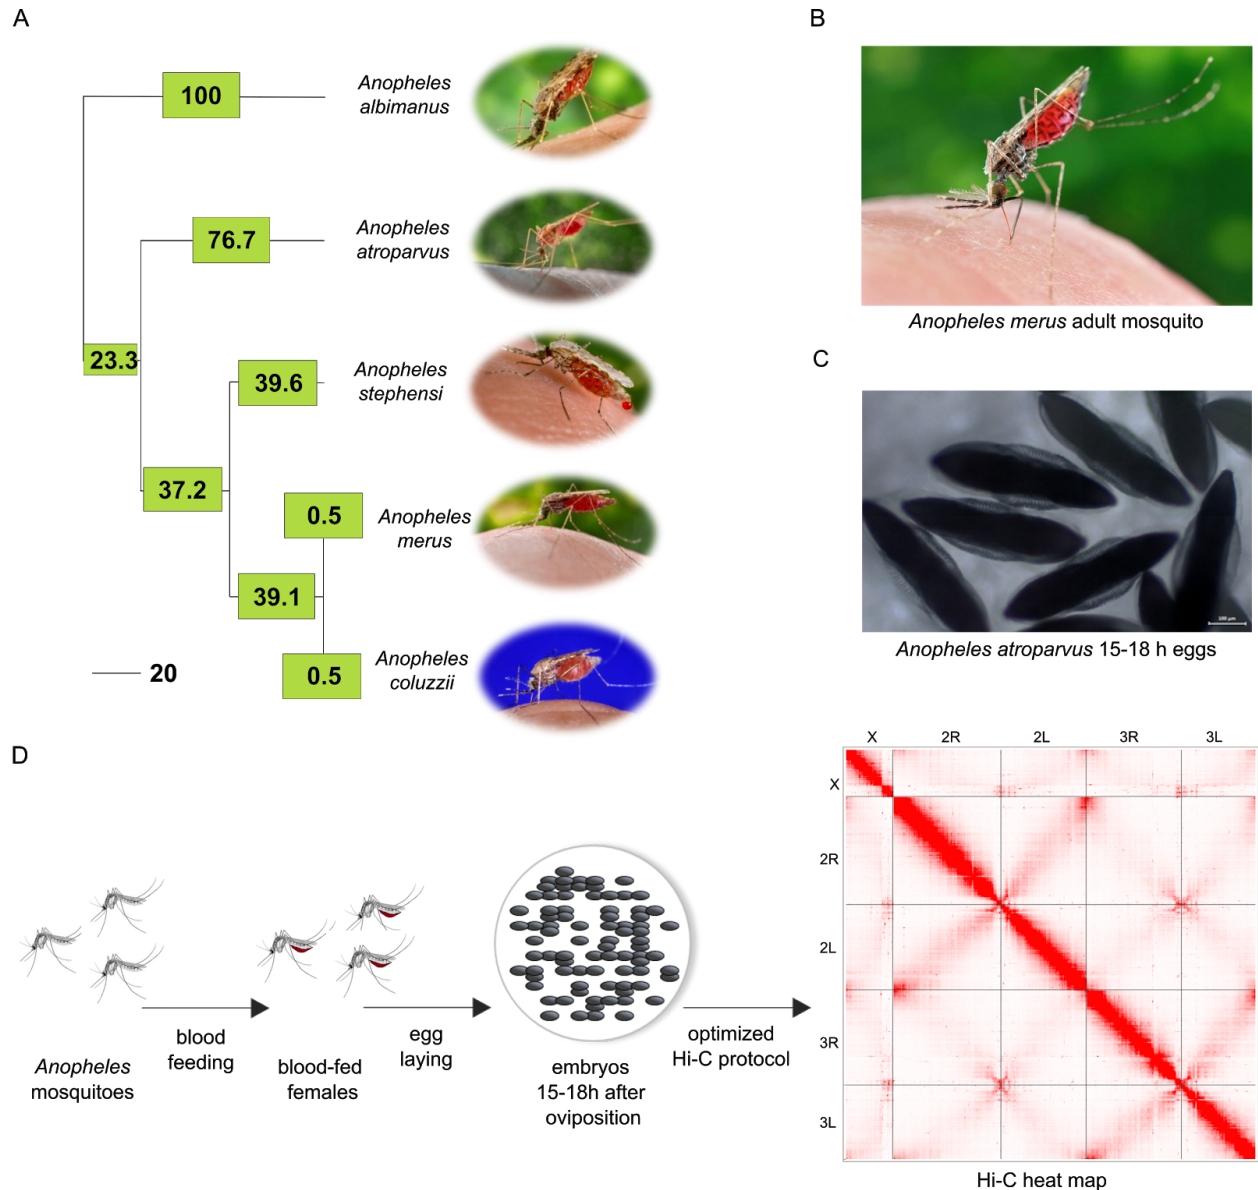 A
100
Anopheles
albimanus
76.7
Anopheles
atroparvus
23.3
39.6
Anopheles
stephensi
37.2
0.5
Anopheles
merus
39.1
0.5
Anopheles
coluzzii
20
B
Anopheles merus adult mosquito
C
100 μm
Anopheles atroparvus 15-18 h eggs
D
Anopheles
mosquitoes
blood
feeding
blood-fed
females
egg
laying
embryos
15-18h after
oviposition
optimized
Hi-C protocol
X 2R 2L 3R 3L
X
2R
2L
3R
3L
Hi-C heat map